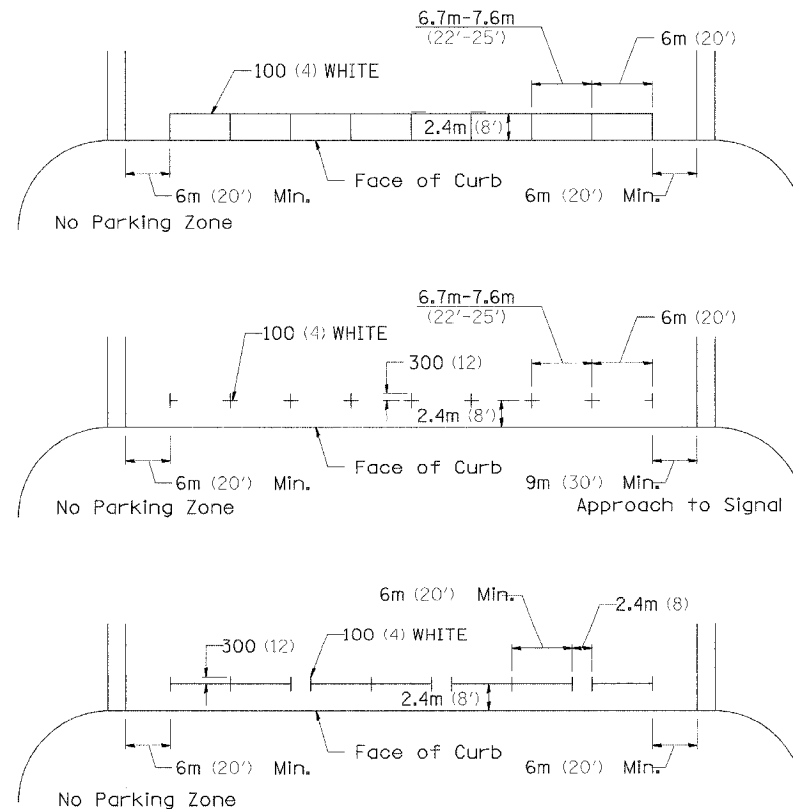 6.7m-7.6m
(22'-25')
6m (20')
100 (4) WHITE
2.4m (8')
6m (20') Min.
Face of Curb
6m (20') Min.
No Parking Zone
6.7m-7.6m
(22'-25')
6m (20')
100 (4) WHITE
300 (12)
2.4m (8')
6m (20') Min.
Face of Curb
9m (30') Min.
No Parking Zone
Approach to Signal
6m (20') Min.
2.4m (8)
300 (12)
100 (4) WHITE
2.4m (8')
Face of Curb
6m (20') Min.
6m (20') Min.
No Parking Zone